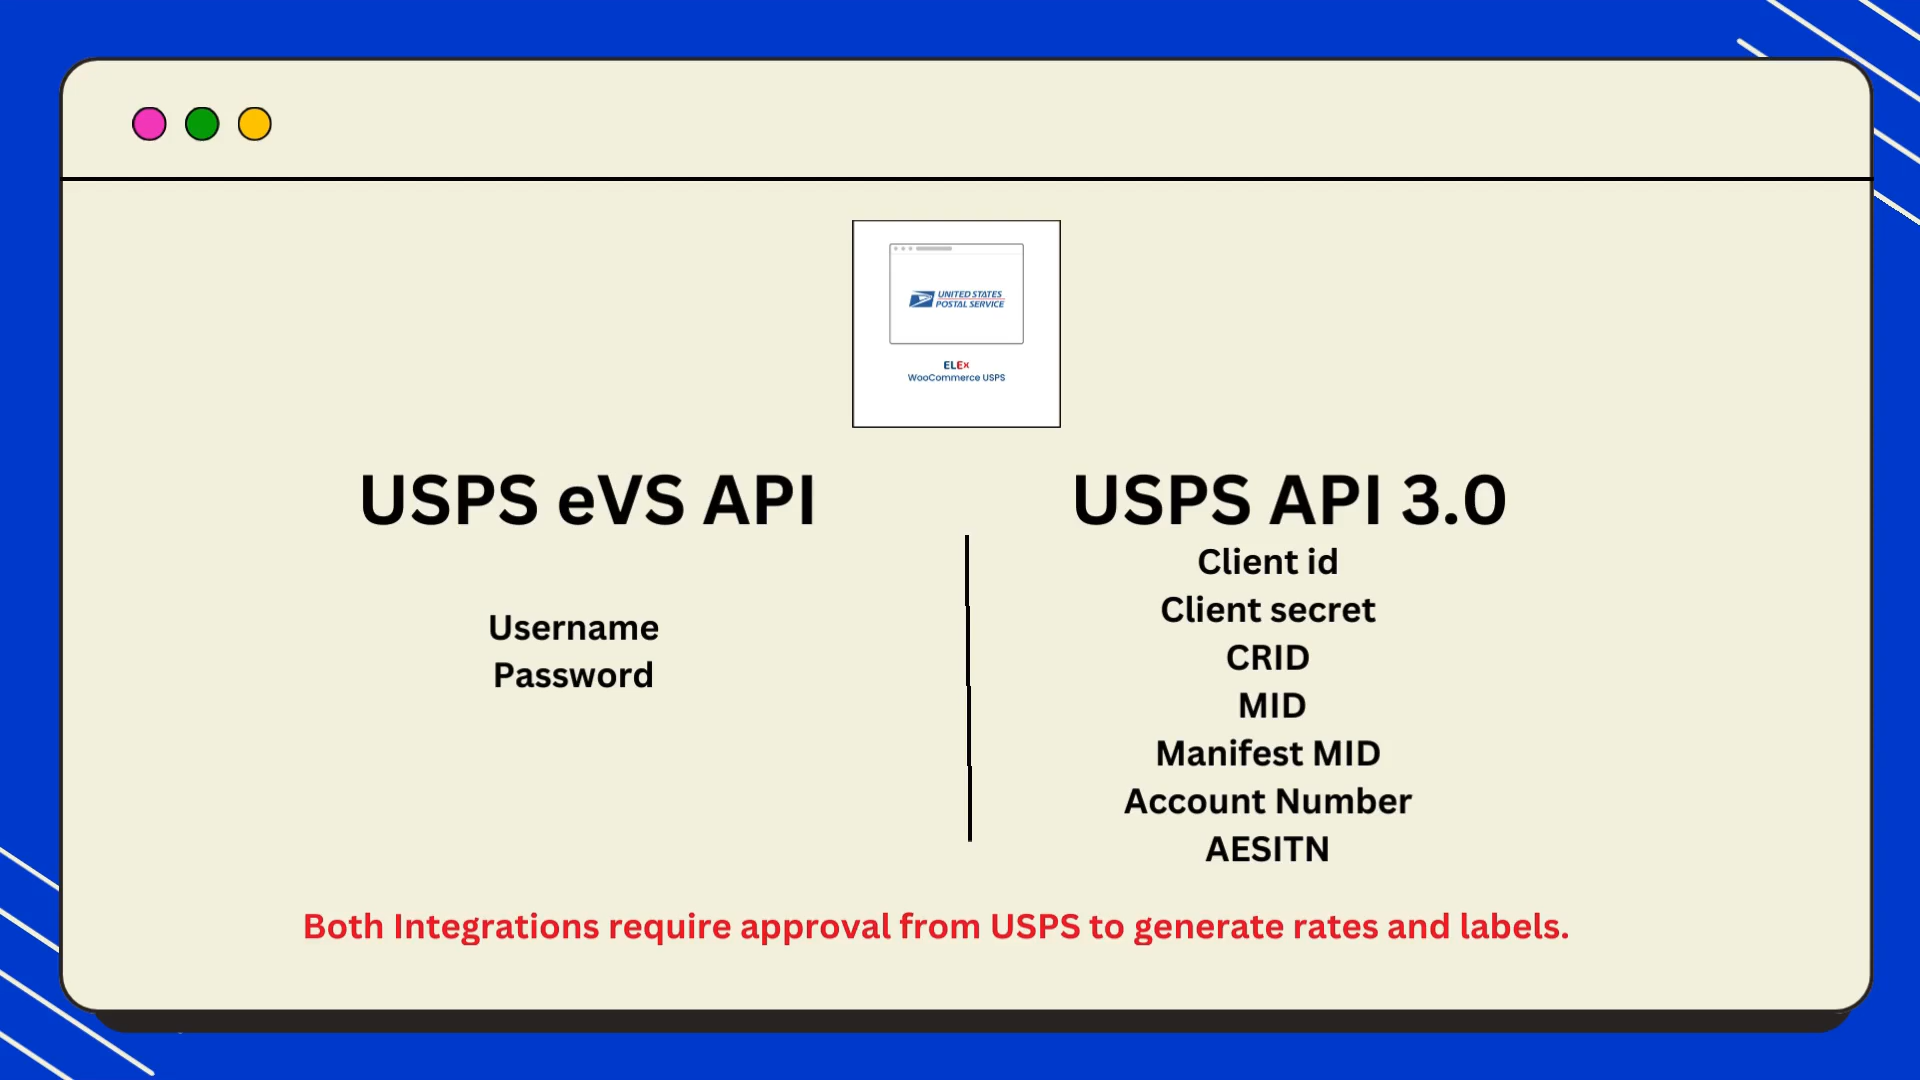 UNITED STATES
POSTAL SERVICE
ELEX
WooCommerce USPS
USPS eVS API
Username
Password
USPS API 3.0
Client id
Client secret
CRID
MID
Manifest MID
Account Number
AESITN
Both Integrations require approval from USPS to generate rates and labels.